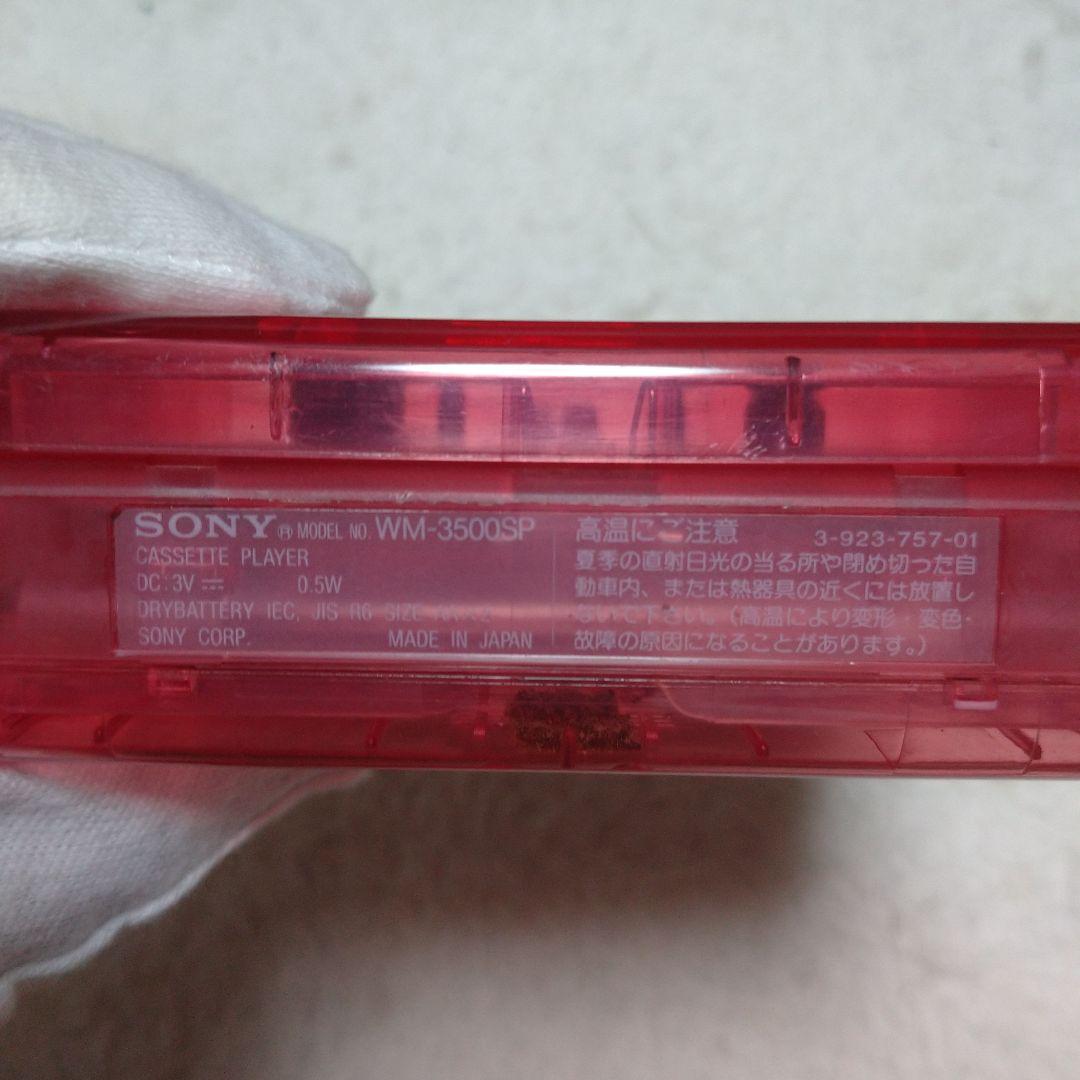 SONY® MODEL NO. WM-3500SP
CASSETTE PLAYER
DC:3V ⎓ 0.5W
DRYBATTERY IEC, JIS R6 SIZE AA×2
SONY CORP. MADE IN JAPAN
高温にご注意 3-923-757-01
夏季の直射日光の当る所や閉め切った自
動車内、または熱器具の近くには放置し
ないで下さい。(高温により変形・変色・
故障の原因になることがあります。)